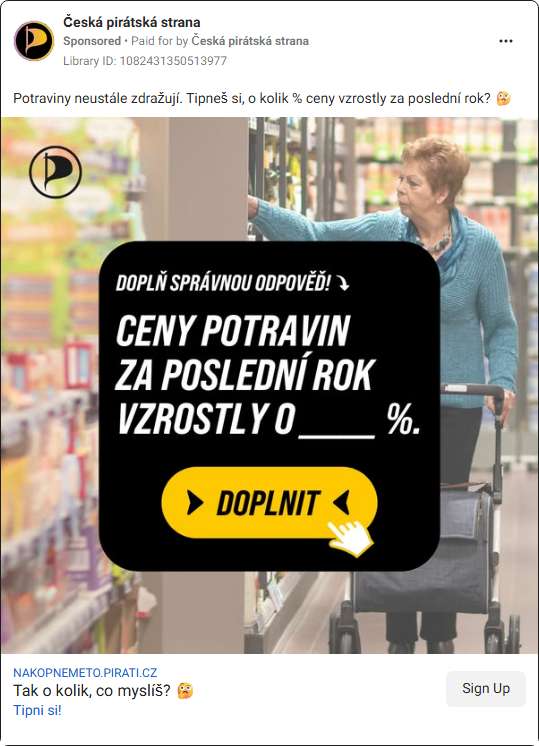 Česká pirátská strana
Sponsored • Paid for by Česká pirátská strana
Library ID: 1082431350513977
Potraviny neustále zdražují. Tipneš si, o kolik % ceny vzrostly za poslední rok? 🫣
DOPLŇ SPRÁVNOU ODPOVĚĎ!
CENY POTRAVIN
ZA POSLEDNÍ ROK
VZROSTLY O ____ %.
DOPLNIT
NAKOPNEMETO.PIRATI.CZ
Tak o kolik, co myslíš? 🫣
Tipni si!
Sign Up